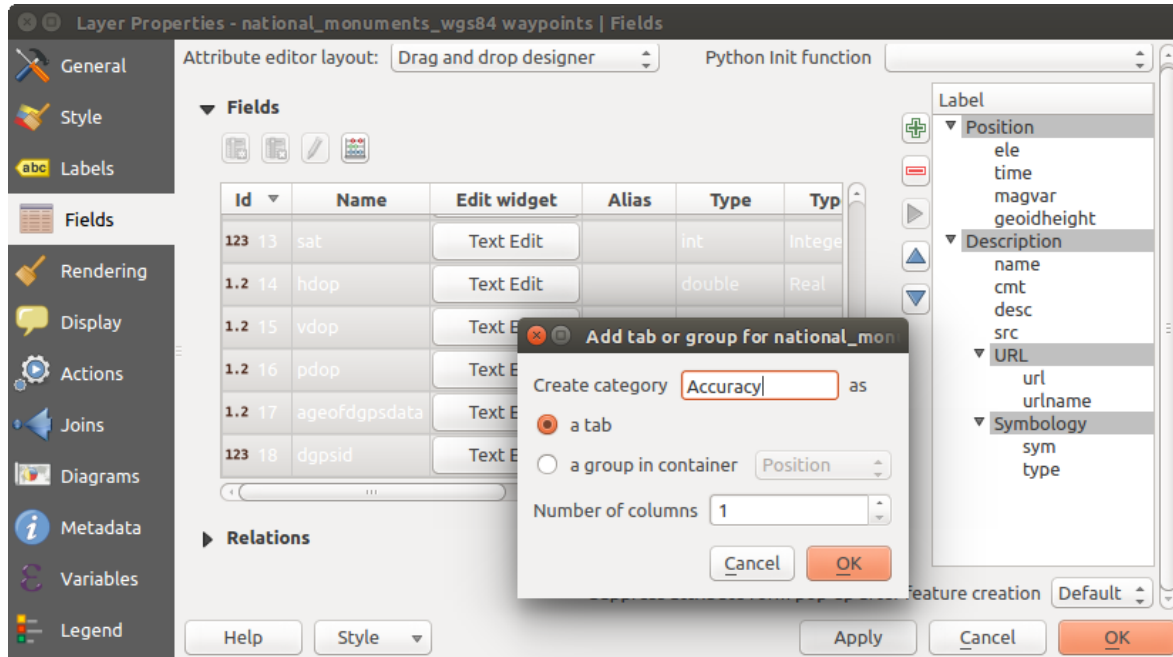 Layer Properties - national_monuments_wgs84 waypoints | Fields
General
Style
abc Labels
Fields
Rendering
Display
Actions
Joins
Diagrams
Metadata
Variables
Legend
Attribute editor layout: Drag and drop designer Python Init function
Fields
Id Name Edit widget Alias Type Typ
123 13 sat Text Edit int Intege
1.2 14 hdop Text Edit double Real
1.2 15 vdop Text E
1.2 16 pdop Text E
1.2 17 ageofdgpsdata Text E
123 18 dgpsid Text E
Relations
Label
Position
ele
time
magvar
geoidheight
Description
name
cmt
desc
src
URL
url
urlname
Symbology
sym
type
Add tab or group for national_mon
Create category Accuracy as
a tab
a group in container Position
Number of columns 1
Cancel OK
feature creation Default
Help Style Apply Cancel OK